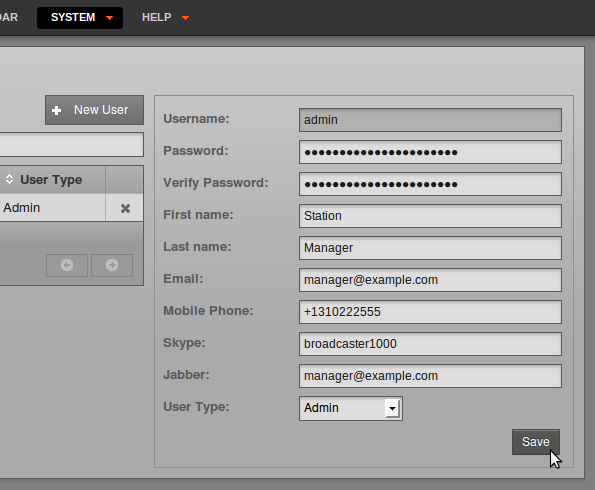 DAR SYSTEM HELP
New User
User Type
Admin
Username: admin
Password: ●●●●●●●●●●●●●●●●●●●●●●
Verify Password: ●●●●●●●●●●●●●●●●●●●●●●
First name: Station
Last name: Manager
Email: manager@example.com
Mobile Phone: +1310222555
Skype: broadcaster1000
Jabber: manager@example.com
User Type: Admin
Save